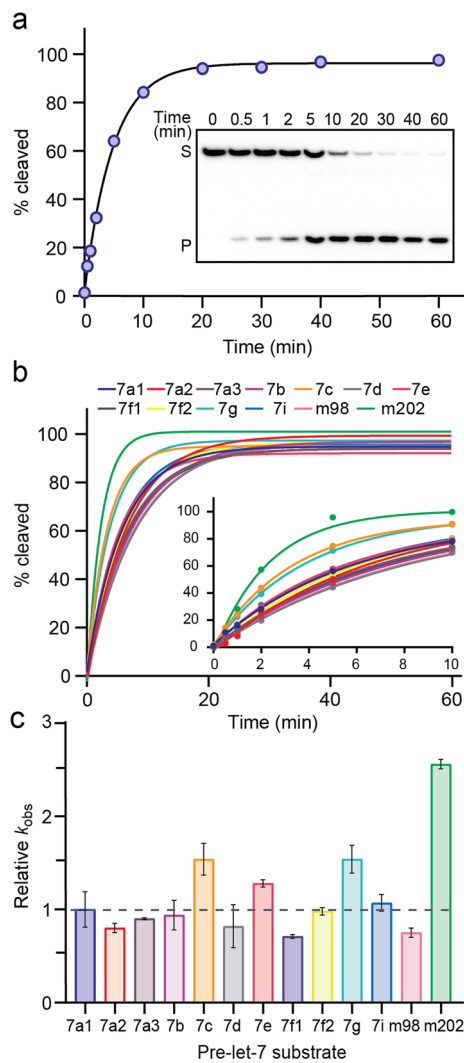 a
100
80
60
40
20
0
% cleaved
Time (min) 0 0.5 1 2 5 10 20 30 40 60
S
P
0 10 20 30 40 50 60
Time (min)
b
7a1 7a2 7a3 7b 7c 7d 7e
7f1 7f2 7g 7i m98 m202
100
80
60
40
20
0
% cleaved
100
80
60
40
20
0
0 2 4 6 8 10
0 20 40 60
Time (min)
c
3
2
1
0
Relative kobs
7a1 7a2 7a3 7b 7c 7d 7e 7f1 7f2 7g 7i m98 m202
Pre-let-7 substrate